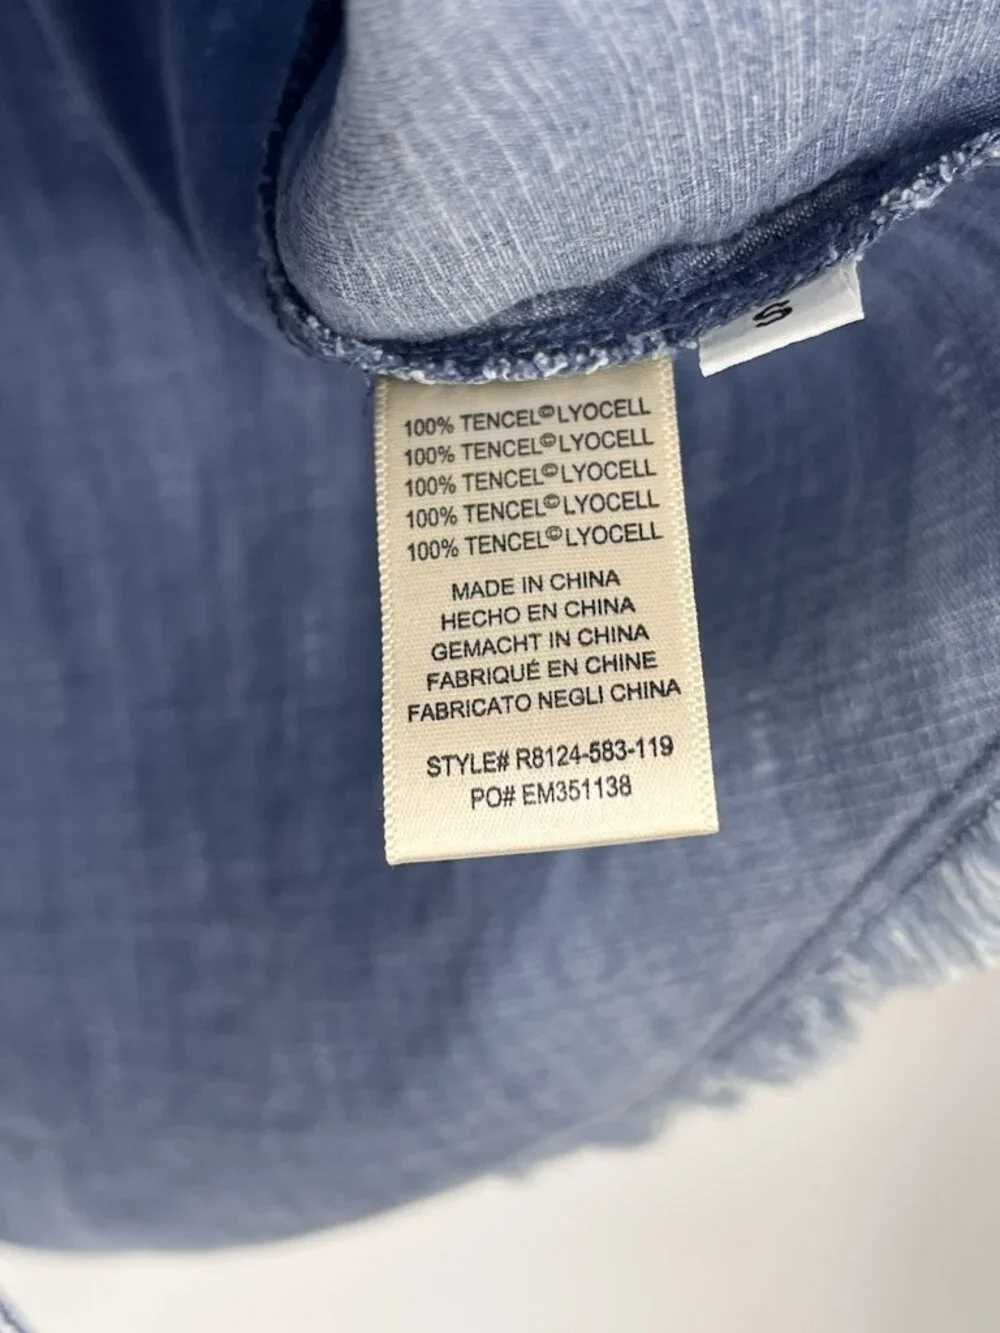 S
100% TENCEL©LYOCELL
100% TENCEL©LYOCELL
100% TENCEL©LYOCELL
100% TENCEL©LYOCELL
100% TENCEL©LYOCELL
MADE IN CHINA
HECHO EN CHINA
GEMACHT IN CHINA
FABRIQUÉ EN CHINE
FABRICATO NEGLI CHINA
STYLE# R8124-583-119
PO# EM351138